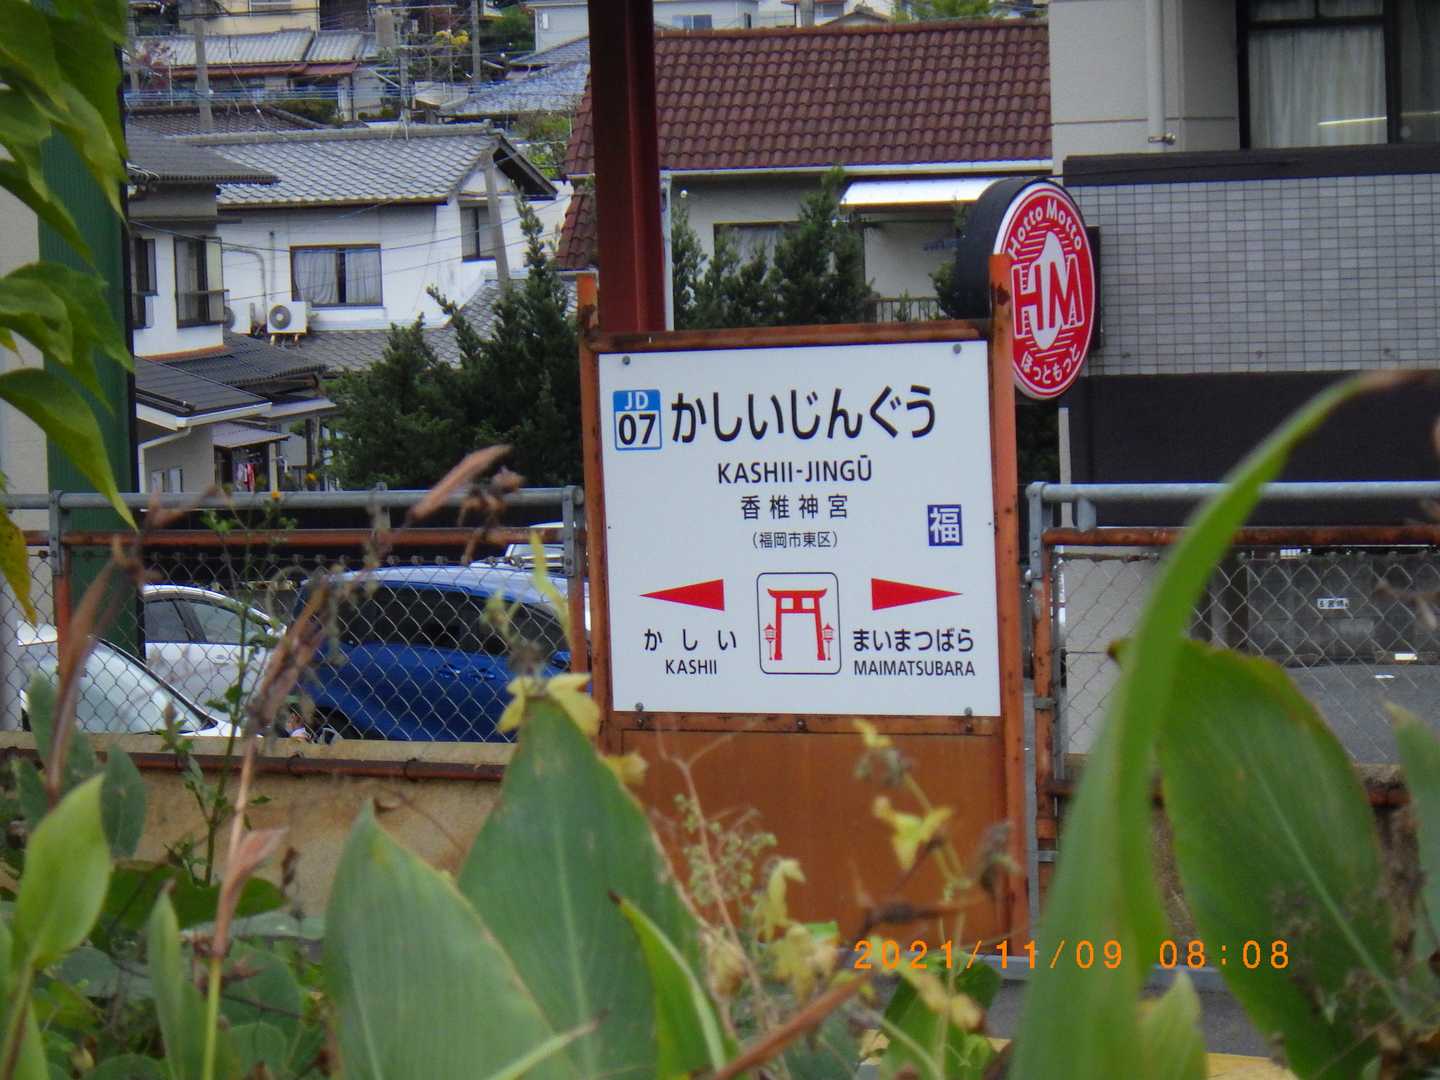 Hotto Motto
HM
ほっともっと
JD
07
かしいじんぐう
KASHII-JINGŪ
香椎神宮
(福岡市東区)
福
かしい
KASHII
まいまつばら
MAIMATSUBARA
2021/11/09 08:08